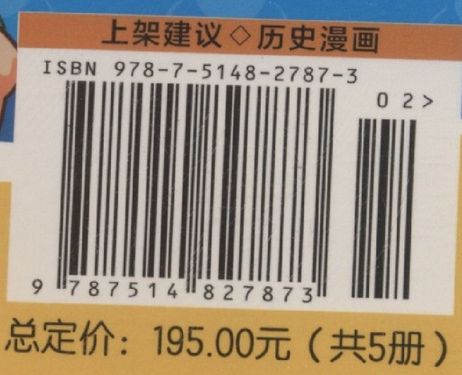 上架建议◇历史漫画
ISBN 978-7-5148-2787-3
02>
9 787514 827873
总定价：195.00元（共5册）